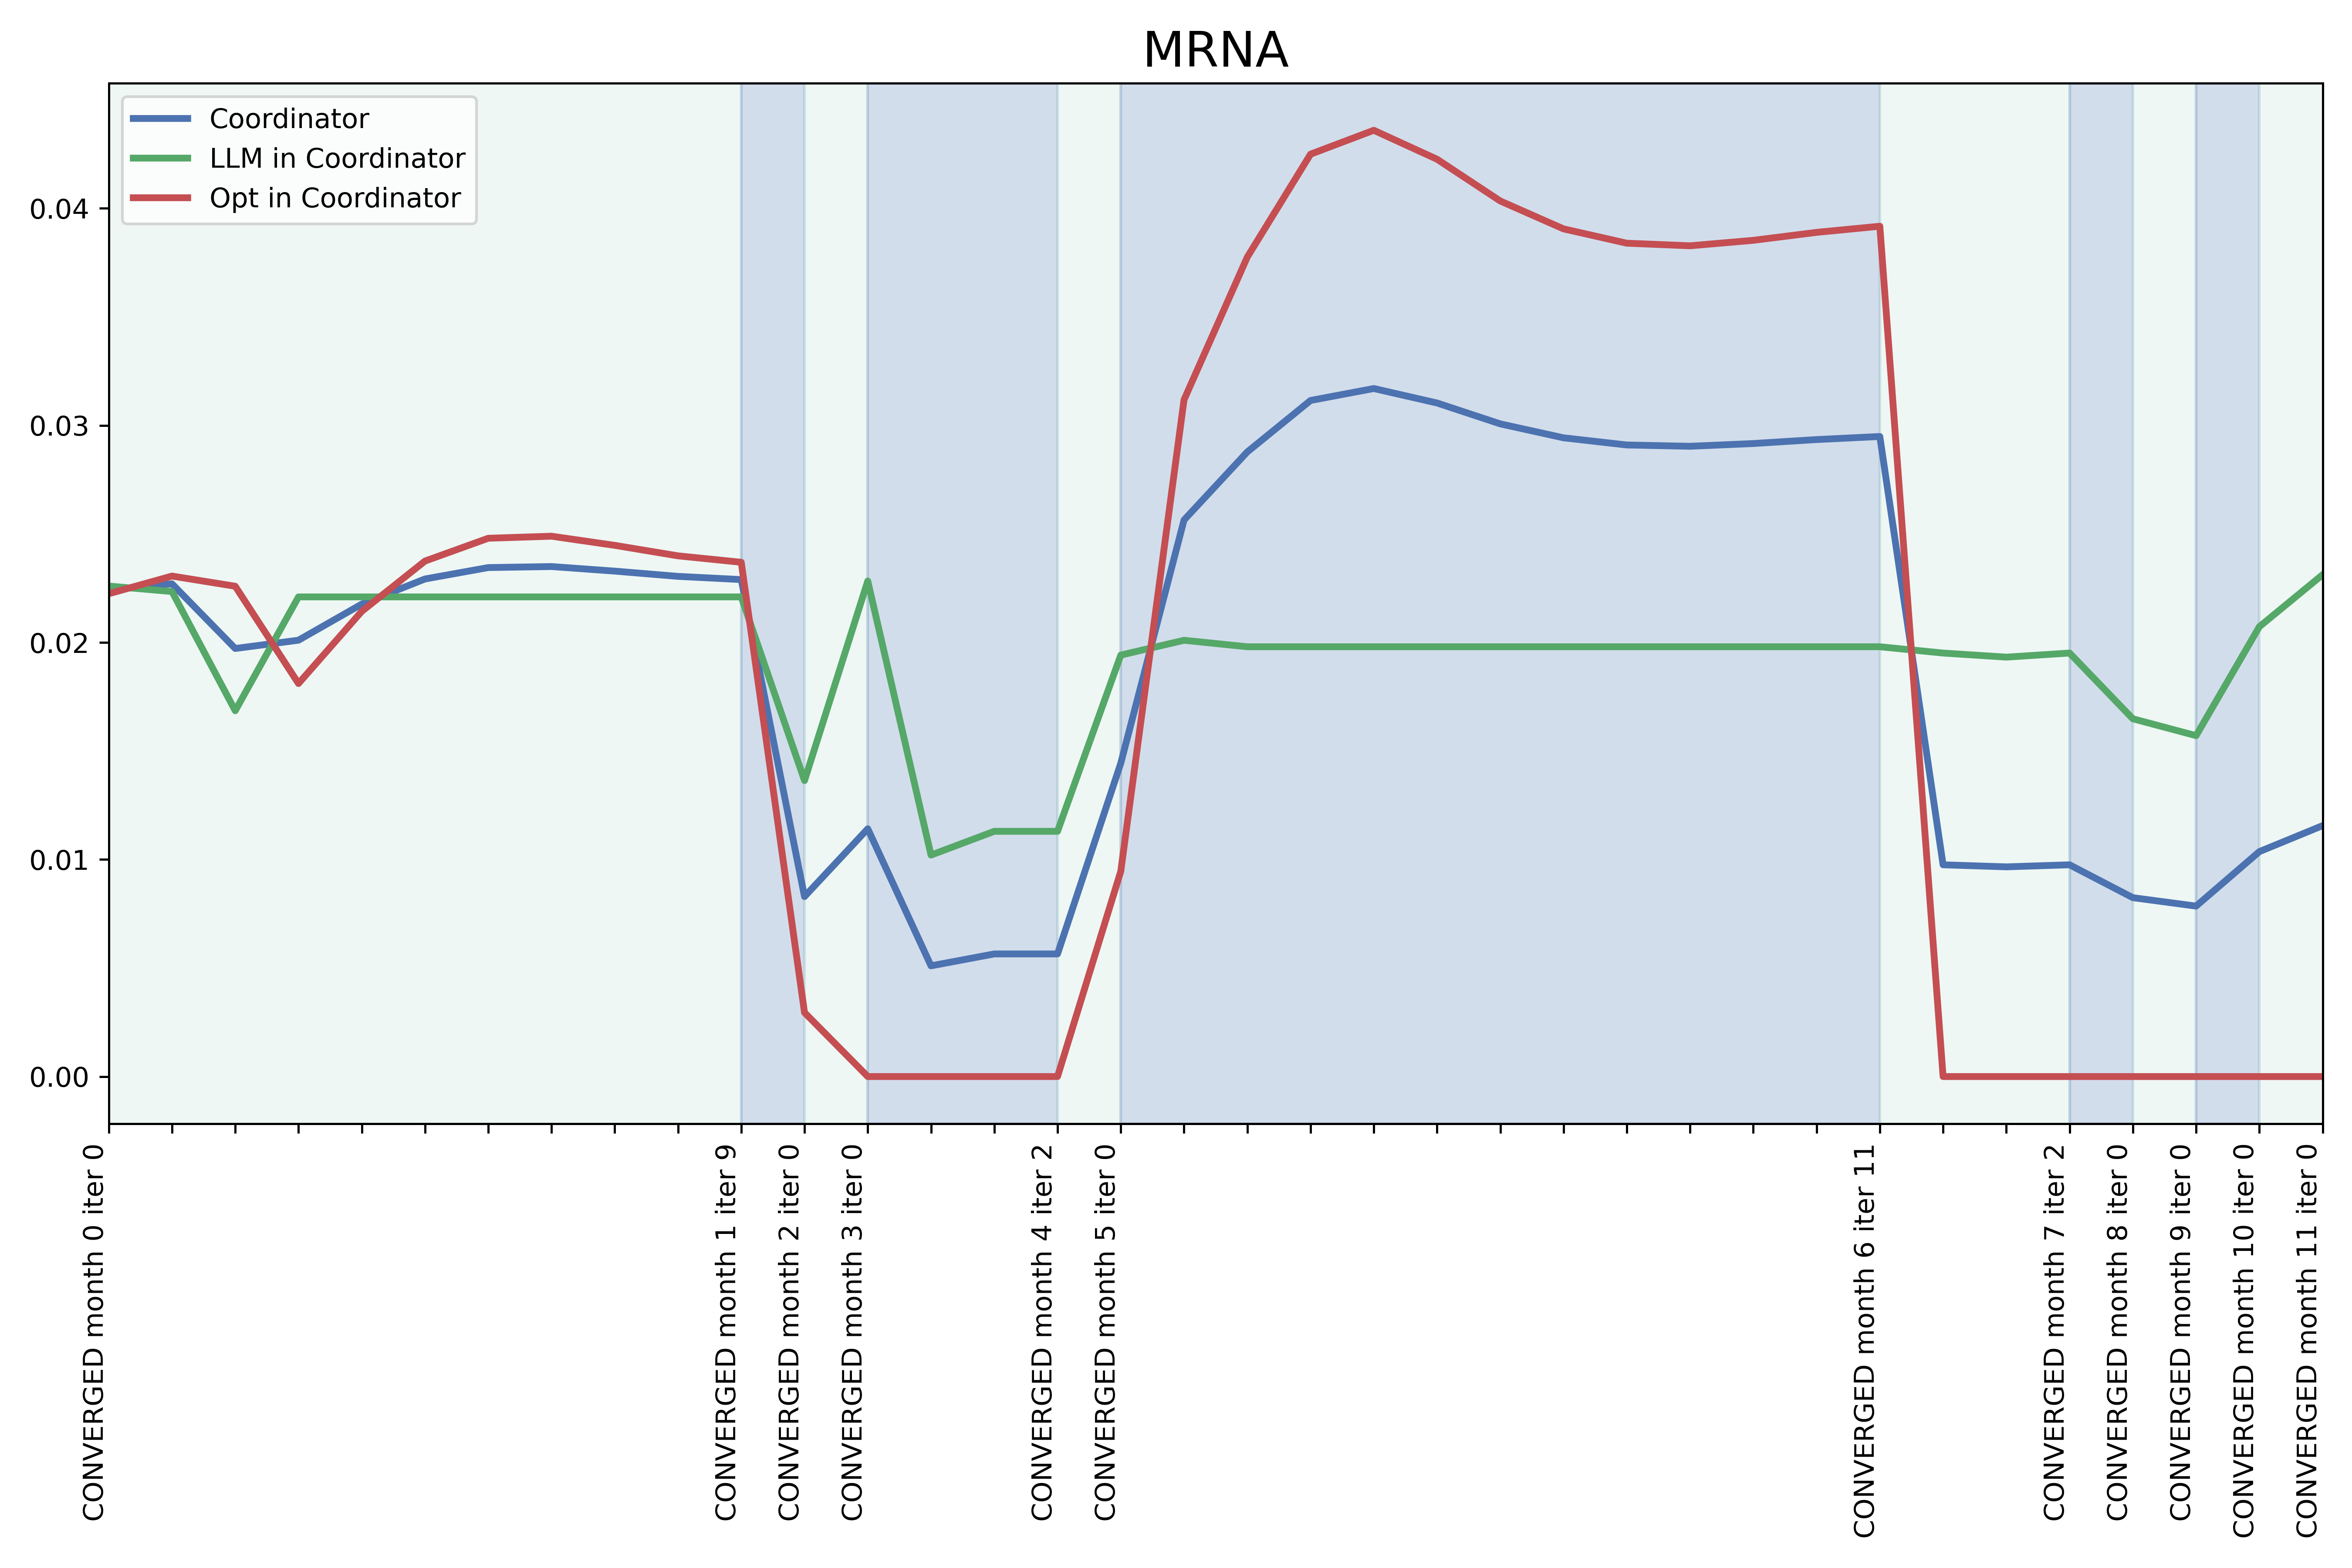 MRNA
Coordinator
LLM in Coordinator
Opt in Coordinator
0.04
0.03
0.02
0.01
0.00
CONVERGED month 0 iter 0
CONVERGED month 1 iter 9
CONVERGED month 2 iter 0
CONVERGED month 3 iter 0
CONVERGED month 4 iter 2
CONVERGED month 5 iter 0
CONVERGED month 6 iter 11
CONVERGED month 7 iter 2
CONVERGED month 8 iter 0
CONVERGED month 9 iter 0
CONVERGED month 10 iter 0
CONVERGED month 11 iter 0